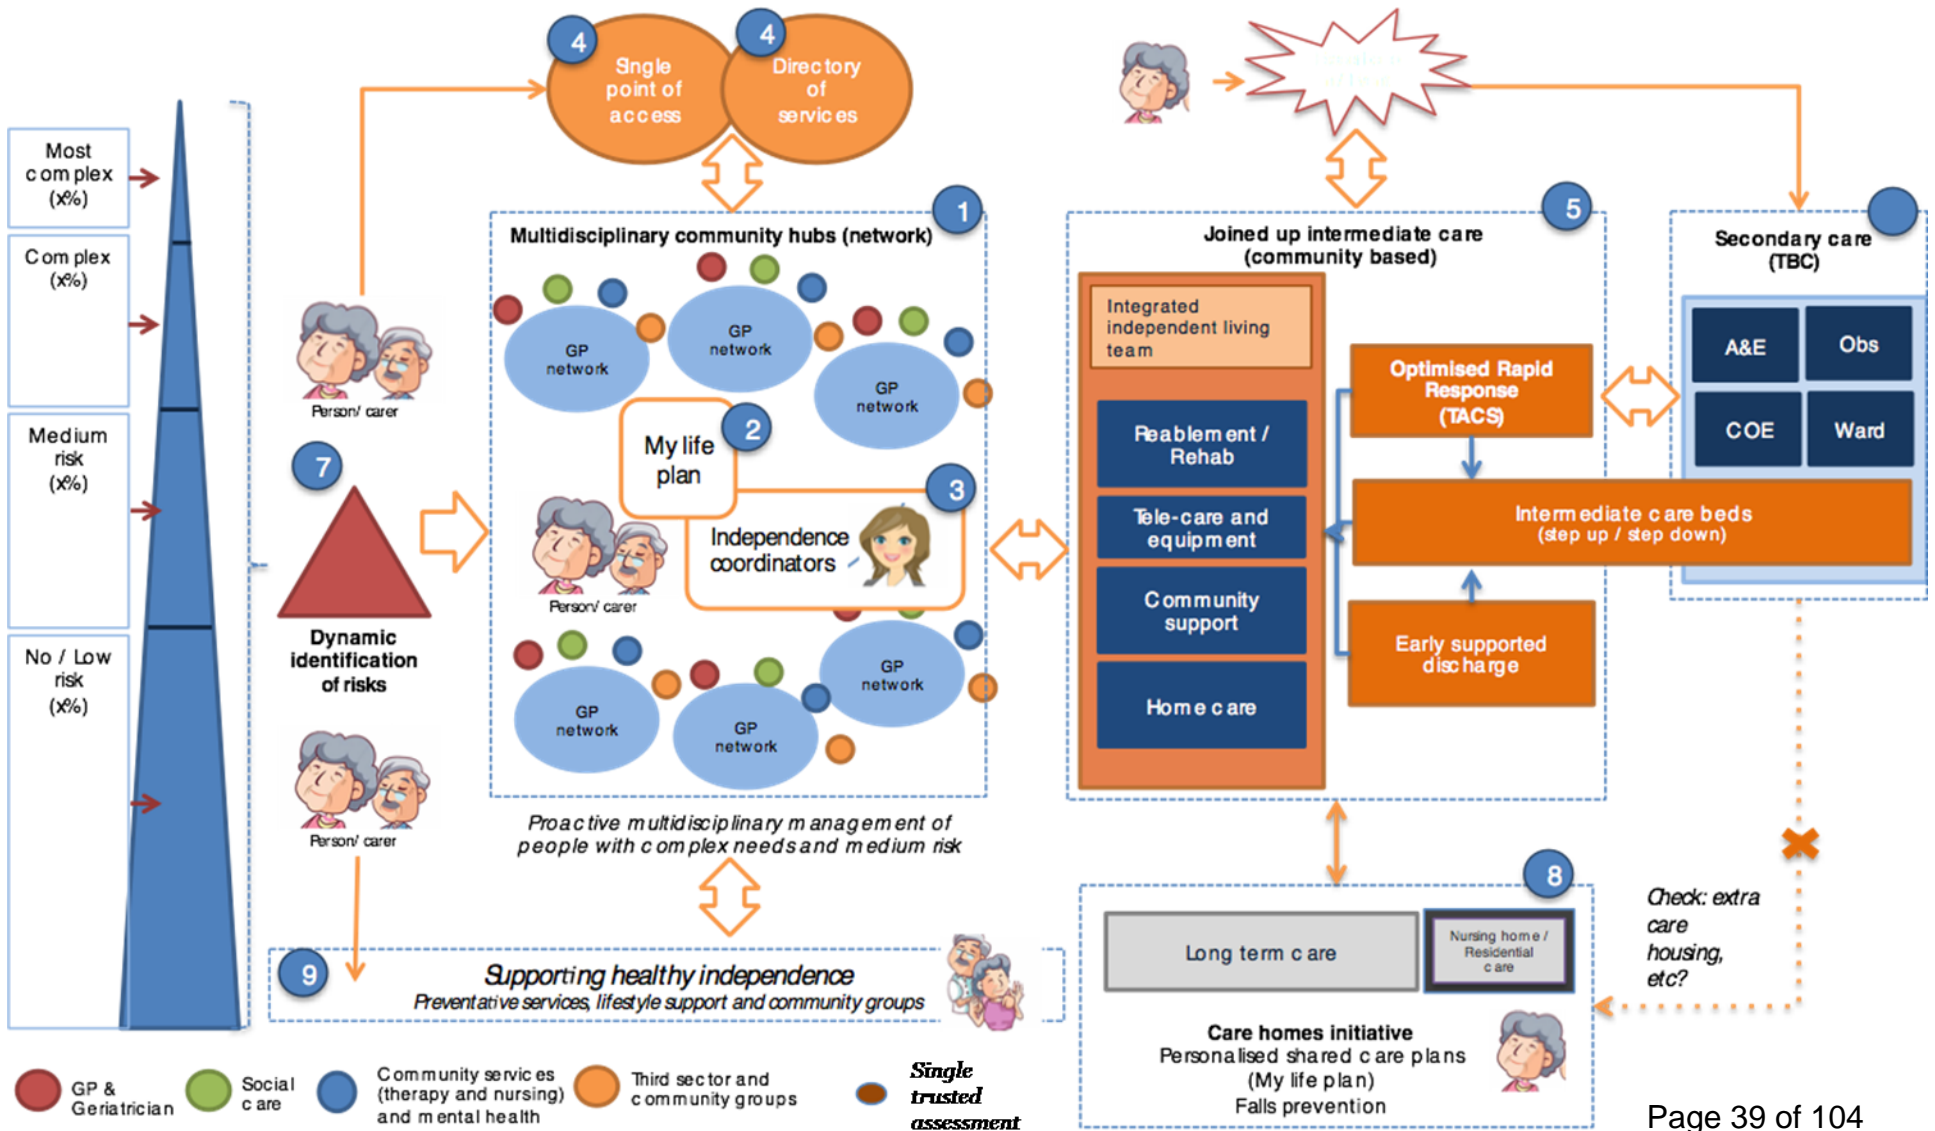 4
Single
point of
access
4
Directory
of
services
Most
complex
(x%)
Complex
(x%)
Medium
risk
(x%)
No / Low
risk
(x%)
Person/ carer
7
Dynamic
identification
of risks
Person/ carer
1
Multidisciplinary community hubs (network)
GP
network
GP
network
GP
network
My life
plan
2
3
Independence
coordinators
Person/ carer
GP
network
GP
network
GP
network
Proactive multidisciplinary management of
people with complex needs and medium risk
9
Supporting healthy independence
Preventative services, lifestyle support and community groups
5
Joined up intermediate care
(community based)
Integrated
independent living
team
Reablement /
Rehab
Tele-care and
equipment
Community
support
Home care
Optimised Rapid
Response
(TACS)
Intermediate care beds
(step up / step down)
Early supported
discharge
Secondary care
(TBC)
A&E
Obs
COE
Ward
8
Long term care
Nursing home /
Residential
care
Care homes initiative
Personalised shared care plans
(My life plan)
Falls prevention
Check: extra
care
housing,
etc?
GP &
Geriatrician
Social
care
Community services
(therapy and nursing)
and mental health
Third sector and
community groups
Single
trusted
assessment
Page 39 of 104